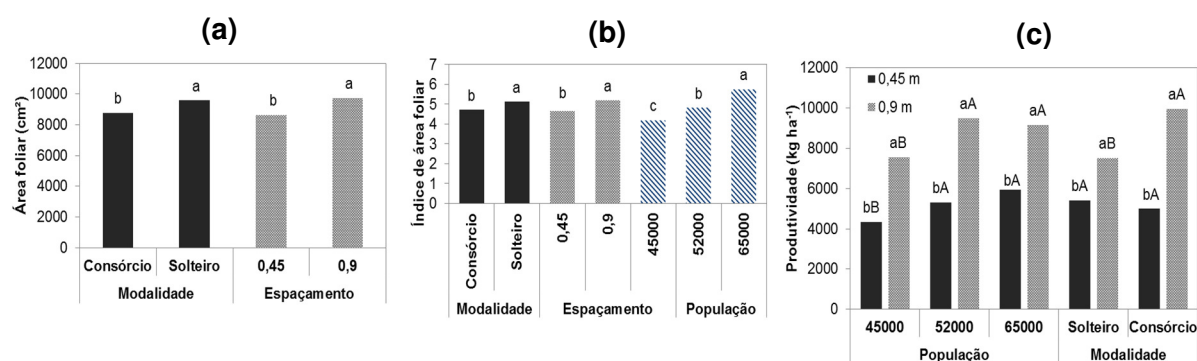 (a)
Área foliar (cm²)
12000
10000
8000
6000
4000
2000
0
b a b a
Consórcio Solteiro 0,45 0,9
Modalidade Espaçamento
(b)
Índice de área foliar
7
6
5
4
3
2
1
0
b a b a c b a
Consórcio Solteiro 0,45 0,9 45000 52000 65000
Modalidade Espaçamento População
(c)
Produtividade (kg ha⁻¹)
12000
10000
8000
6000
4000
2000
0
0,45 m
0,9 m
bB aB bA aA bA aA bA aB bA aA
45000 52000 65000 Solteiro Consórcio
População Modalidade